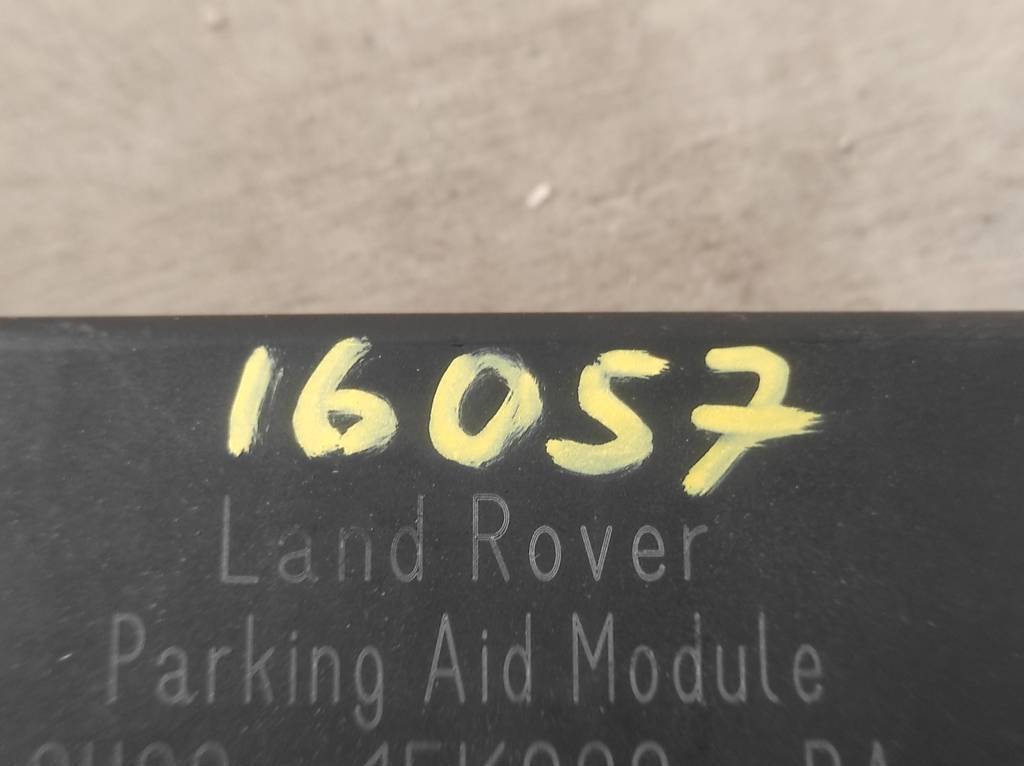 16057
Land Rover
Parking Aid Module